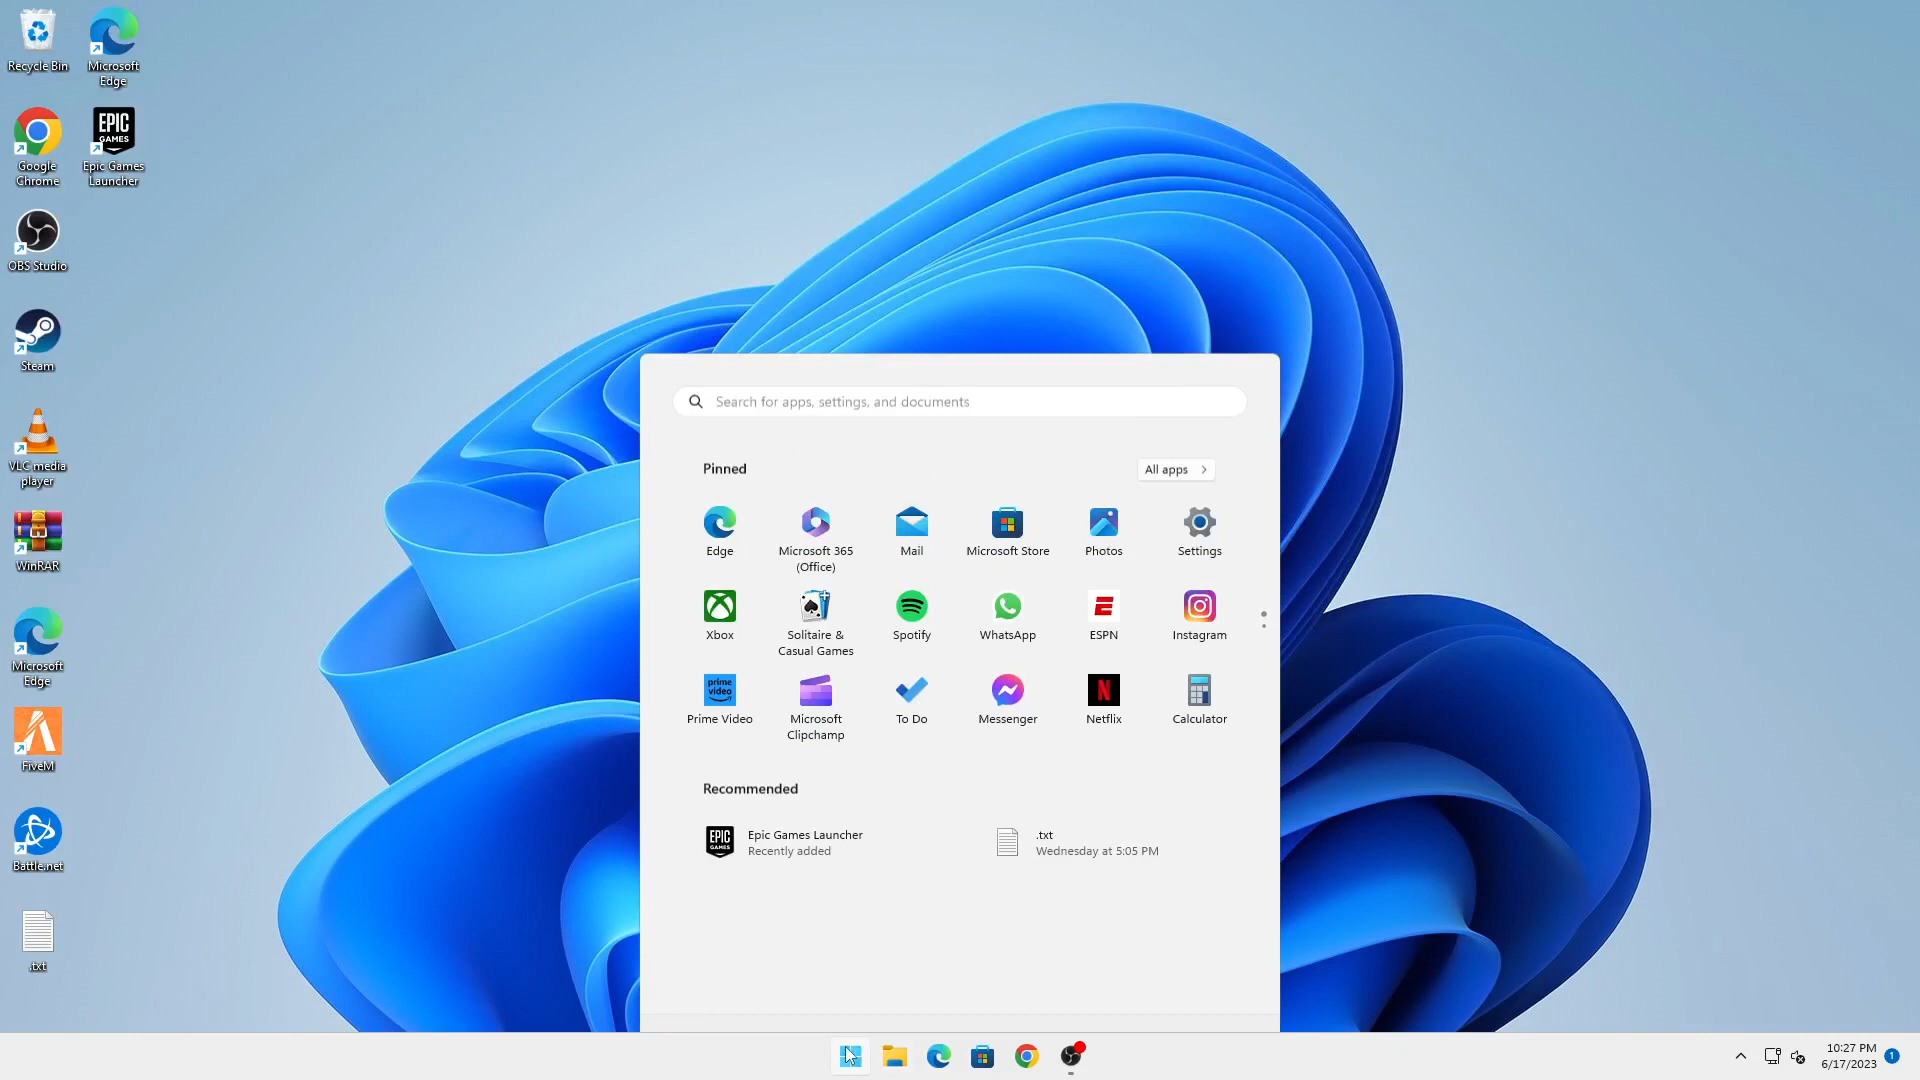 Recycle Bin
Microsoft
Edge
Google
Chrome
EPIC
GAMES
Epic Games
Launcher
OBS Studio
Steam
VLC media
player
WinRAR
Microsoft
Edge
FiveM
Battle.net
.txt
Search for apps, settings, and documents
Pinned
All apps
Edge
Microsoft 365
(Office)
Mail
Microsoft Store
Photos
Settings
Xbox
Solitaire &
Casual Games
Spotify
WhatsApp
ESPN
Instagram
prime
video
Prime Video
Microsoft
Clipchamp
To Do
Messenger
N
Netflix
Calculator
Recommended
EPIC
GAMES
Epic Games Launcher
Recently added
.txt
Wednesday at 5:05 PM
10:27 PM
6/17/2023
1